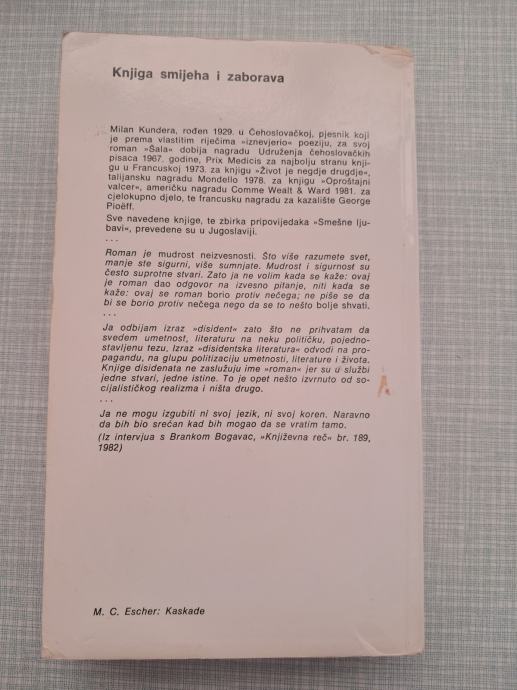 Knjiga smijeha i zaborava
Milan Kundera, rođen 1929. u Čehoslovačkoj, pjesnik koji
je prema vlastitim riječima »iznevjerio« poeziju, za svoj
roman »Šala« dobija nagradu Udruženja čehoslovačkih
pisaca 1967. godine, Prix Medicis za najbolju stranu knji-
gu u Francuskoj 1973. za knjigu »Život je negdje drugdje«,
talijansku nagradu Mondello 1978. za knjigu »Oproštajni
valcer«, američku nagradu Comme Wealt & Ward 1981. za
cjelokupno djelo, te francusku nagradu za kazalište George
Pioëff.
Sve navedene knjige, te zbirka pripovijedaka »Smešne lju-
bavi«, prevedene su u Jugoslaviji.
...
Roman je mudrost neizvesnosti. Što više razumete svet,
manje ste sigurni, više sumnjate. Mudrost i sigurnost su
često suprotne stvari. Zato ja ne volim kada se kaže: ovaj
je roman dao odgovor na izvesno pitanje, niti kada se
kaže: ovaj se roman borio protiv nečega; ne piše se da
bi se borio protiv nečega nego da se to nešto bolje shvati.
...
Ja odbijam izraz »disident« zato što ne prihvatam da
svedem umetnost, literaturu na neku političku, pojedno-
stavljenu tezu. Izraz »disidentska literatura« odvodi na pro-
pagandu, na glupu politizaciju umetnosti, literature i života.
Knjige disidenata ne zaslužuju ime »roman« jer su u službi
jedne stvari, jedne istine. To je opet nešto izvrnuto od so-
cijalističkog realizma i ništa drugo.
...
Ja ne mogu izgubiti ni svoj jezik, ni svoj koren. Naravno
da bih bio srećan kad bih mogao da se vratim tamo.
(Iz intervjua s Brankom Bogavac, »Književna reč« br. 189,
1982)
M. C. Escher: Kaskade